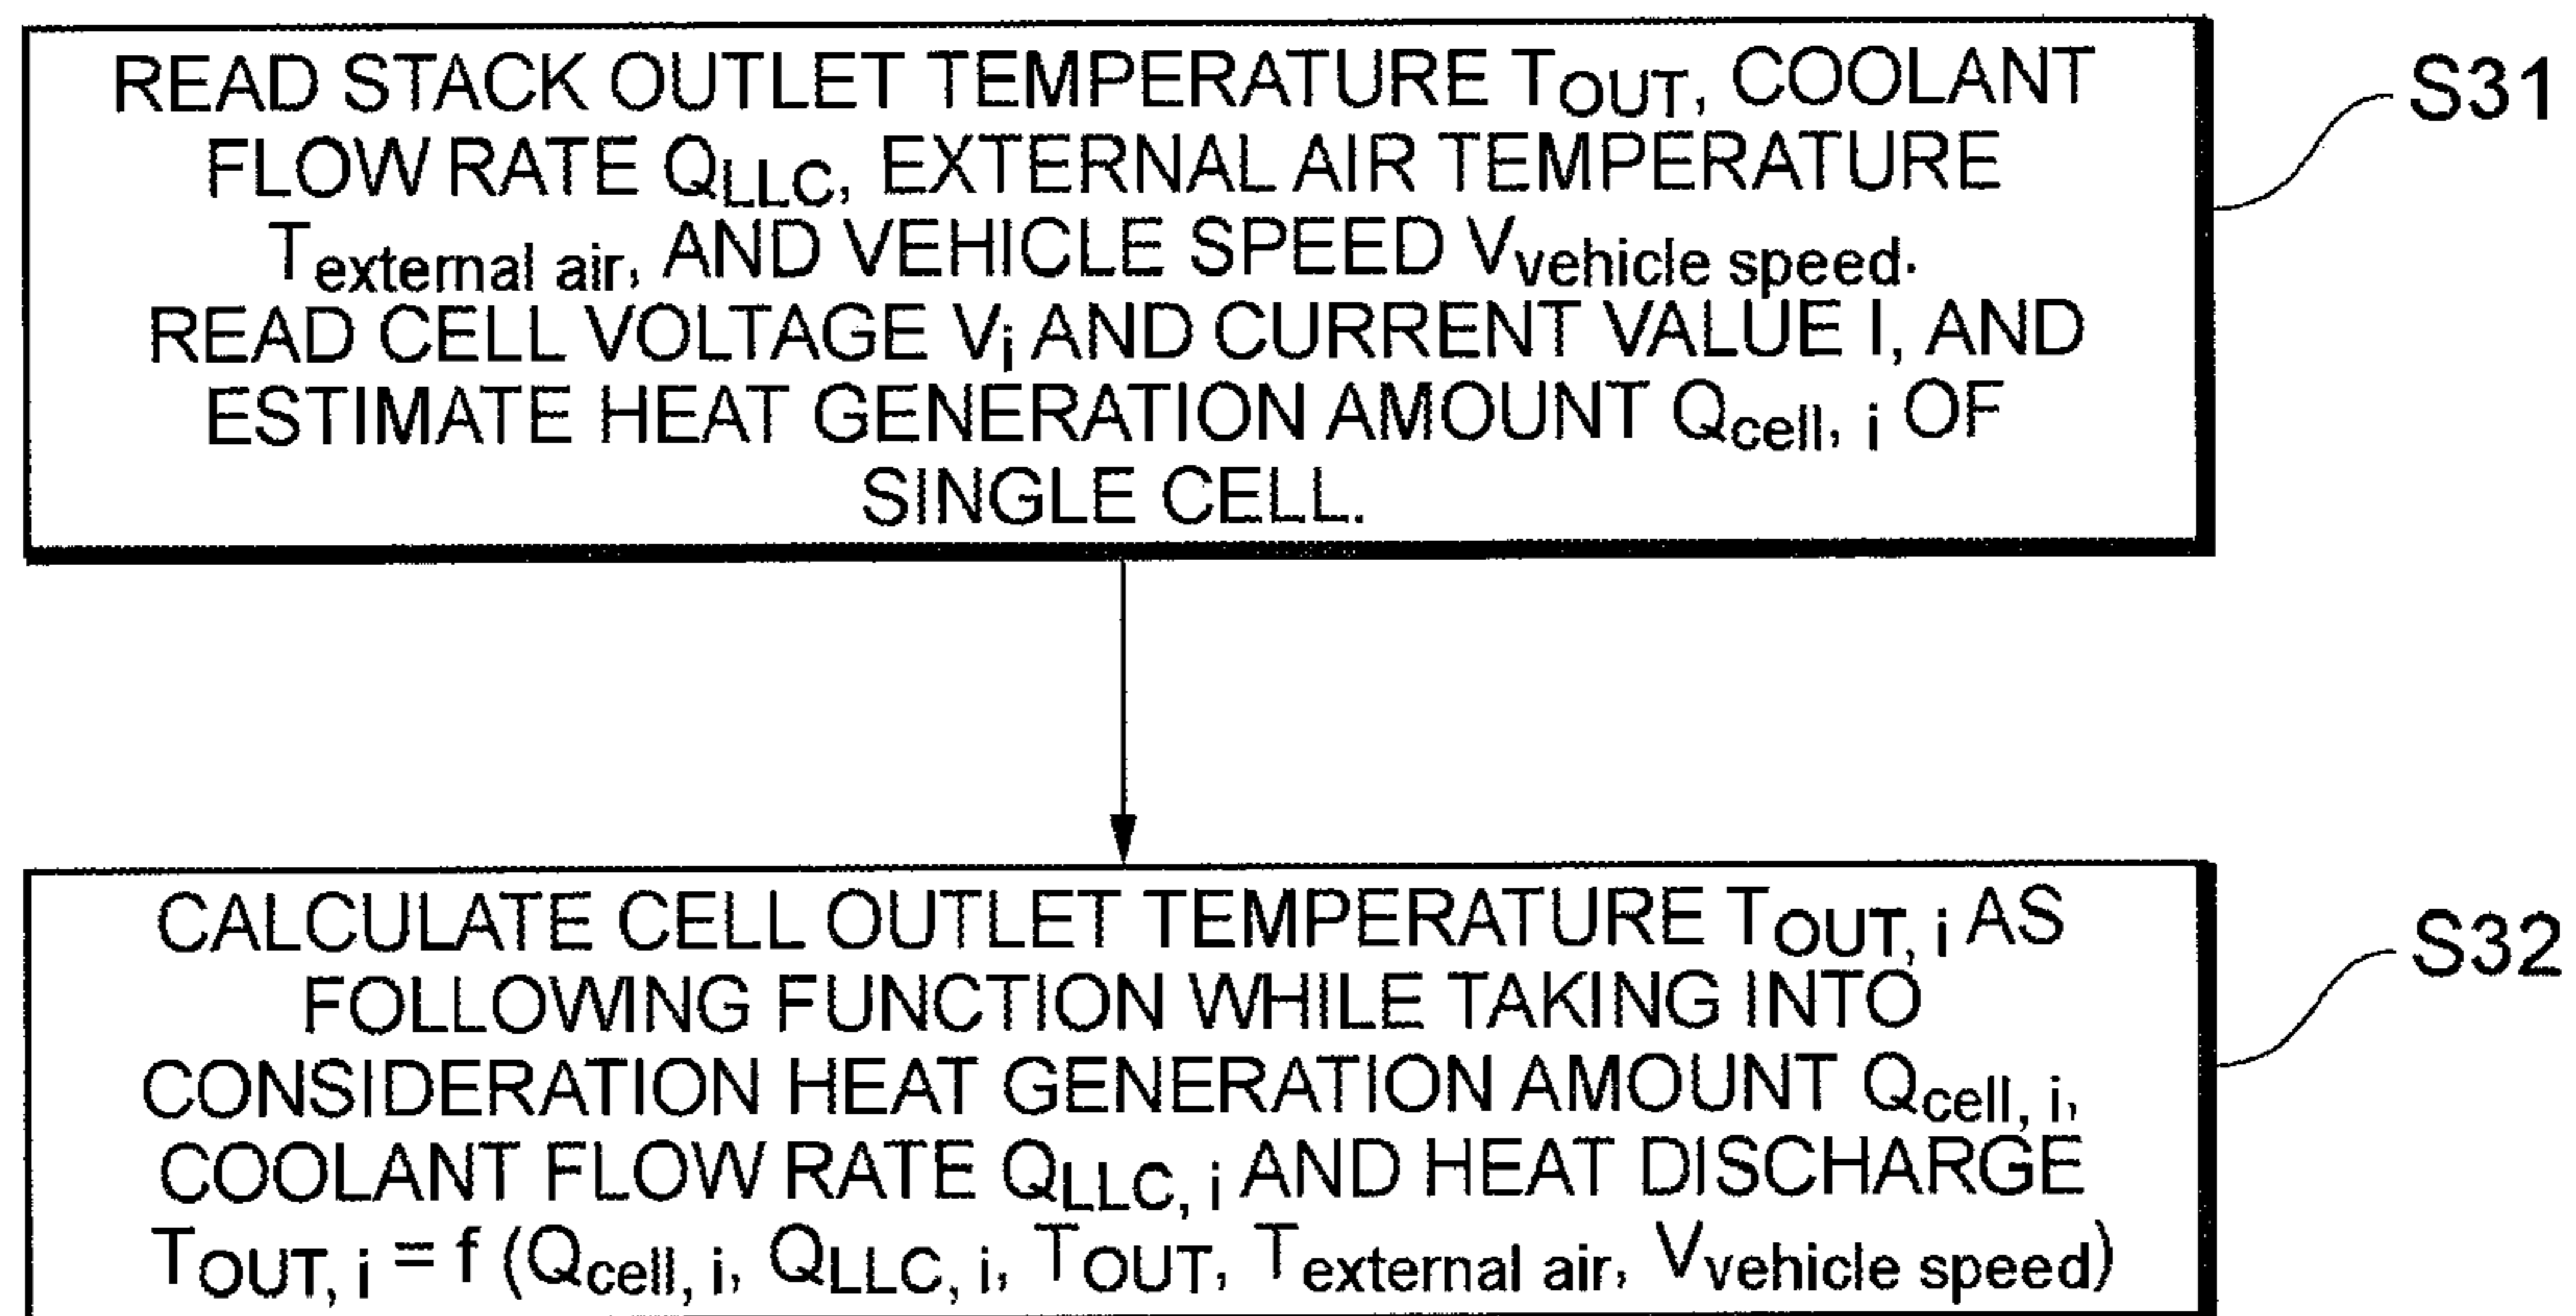 READ STACK OUTLET TEMPERATURE TOUT, COOLANT
FLOW RATE QLLC, EXTERNAL AIR TEMPERATURE
Texternal air, AND VEHICLE SPEED Vvehicle speed.
READ CELL VOLTAGE Vi AND CURRENT VALUE I, AND
ESTIMATE HEAT GENERATION AMOUNT Qcell, i OF
SINGLE CELL.
S31
CALCULATE CELL OUTLET TEMPERATURE TOUT, i AS
FOLLOWING FUNCTION WHILE TAKING INTO
CONSIDERATION HEAT GENERATION AMOUNT Qcell, i,
COOLANT FLOW RATE QLLC, i AND HEAT DISCHARGE
TOUT, i = f (Qcell, i, QLLC, i, TOUT, Texternal air, Vvehicle speed)
S32